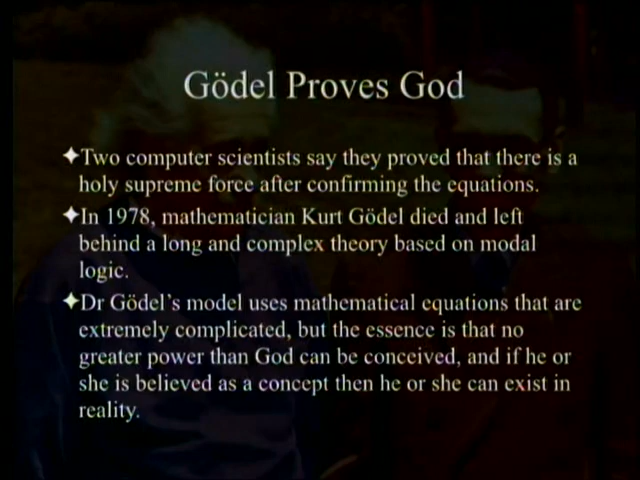 Gödel Proves God
✦Two computer scientists say they proved that there is a
holy supreme force after confirming the equations.
✦In 1978, mathematician Kurt Gödel died and left
behind a long and complex theory based on modal
logic.
✦Dr Gödel's model uses mathematical equations that are
extremely complicated, but the essence is that no
greater power than God can be conceived, and if he or
she is believed as a concept then he or she can exist in
reality.